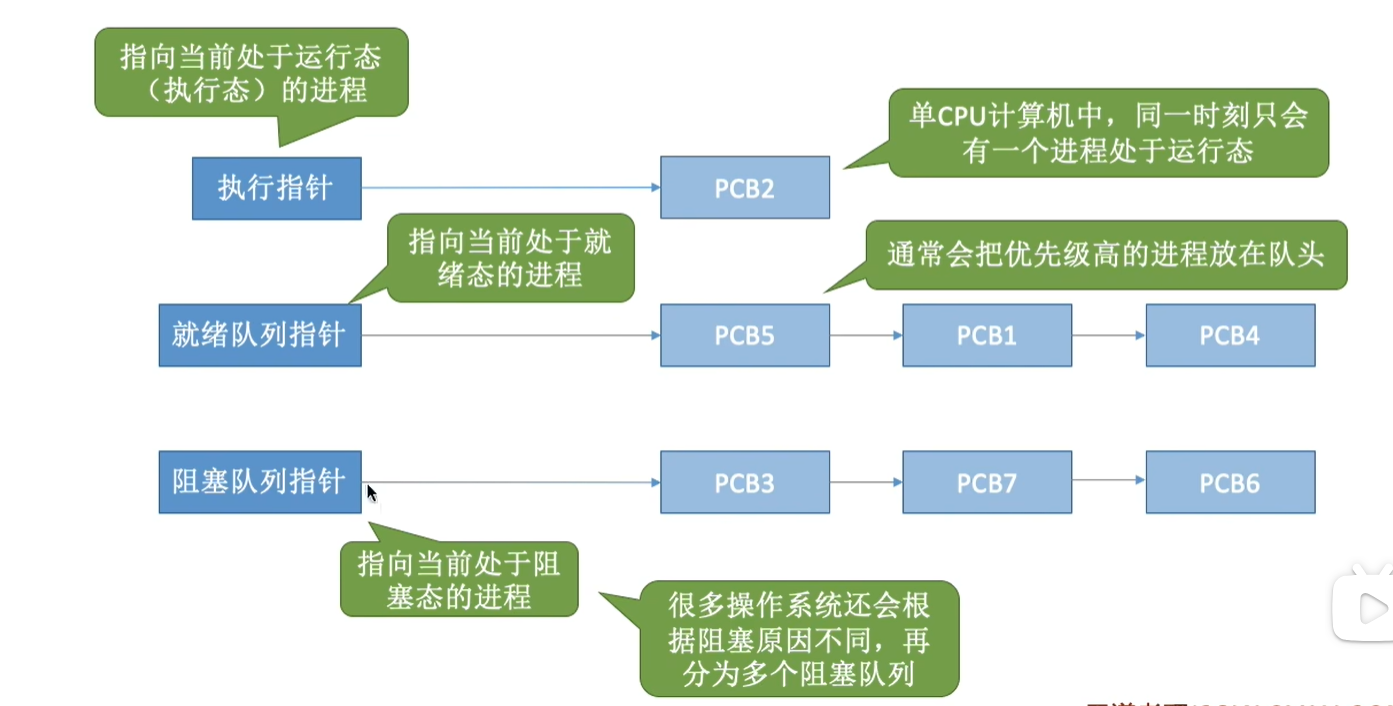 指向当前处于运行态
（执行态）的进程
单CPU计算机中，同一时刻只会
有一个进程处于运行态
执行指针
PCB2
指向当前处于就
绪态的进程
通常会把优先级高的进程放在队头
就绪队列指针
PCB5
PCB1
PCB4
阻塞队列指针
PCB3
PCB7
PCB6
指向当前处于阻
塞态的进程
很多操作系统还会根
据阻塞原因不同，再
分为多个阻塞队列